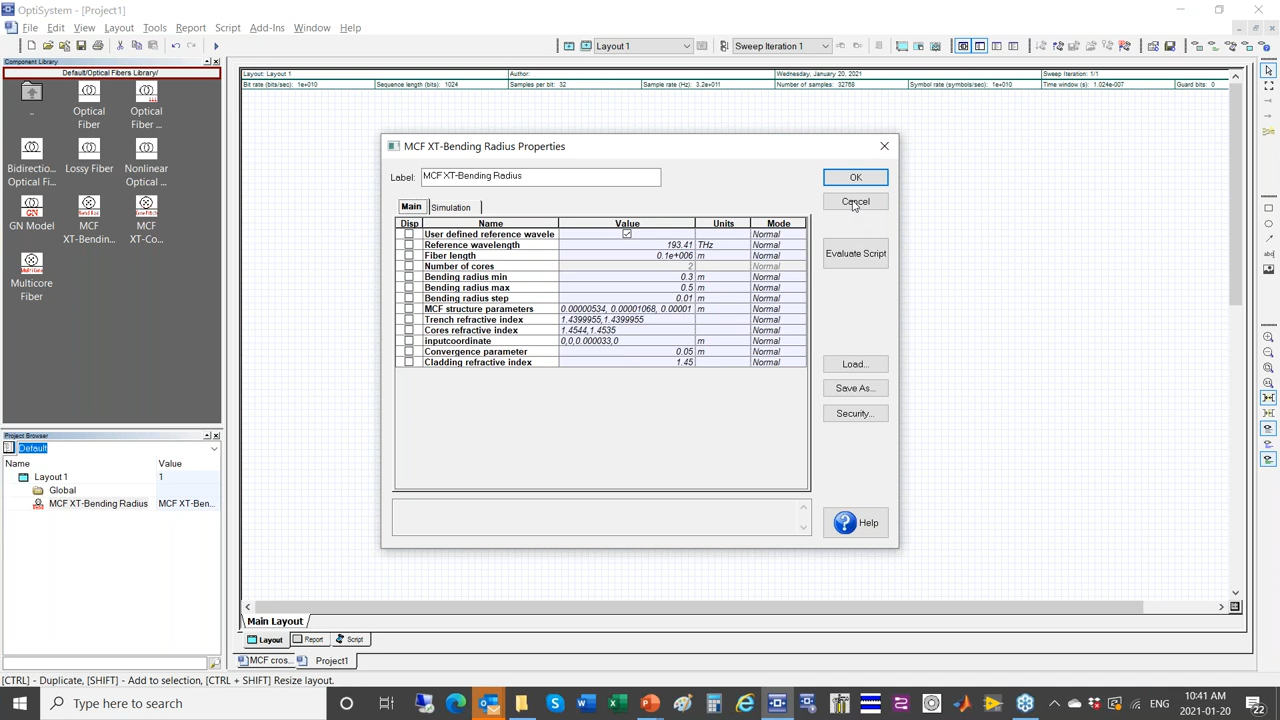 OptiSystem - [Project1]
File Edit View Layout Tools Report Script Add-Ins Window Help
Layout 1
Sweep Iteration 1
Component Library
Default/Optical Fibers Library/
..
Optical Fiber
Optical Fiber ...
Bidirectio... Optical Fi...
Lossy Fiber
Nonlinear Optical ...
GN
GN Model
MCF XT-Bendin...
MCF XT-Co...
Multicore Fiber
Project Browser
Default
Name Value
Layout 1 1
Global
MCF XT-Bending Radius MCF XT-Ben...
Layout: Layout 1 Author: Wednesday, January 20, 2021 Sweep Iteration: 1/1
Bit rate (bits/sec): 1e+010 Sequence length (bits): 1024 Samples per bit: 32 Sample rate (Hz): 3.2e+011 Number of samples: 32768 Symbol rate (symbols/sec): 1e+010 Time window (s): 1.024e-007 Guard bits: 0
MCF XT-Bending Radius Properties
Label: MCF XT-Bending Radius
OK
Cancel
Evaluate Script
Load...
Save As...
Security...
Help
Main Simulation
Disp Name Value Units Mode
User defined reference wavele Normal
Reference wavelength 193.41 THz Normal
Fiber length 0.1e+006 m Normal
Number of cores 2 Normal
Bending radius min 0.3 m Normal
Bending radius max 0.5 m Normal
Bending radius step 0.01 m Normal
MCF structure parameters 0.00000534, 0.00001068, 0.00001 m Normal
Trench refractive index 1.4399955,1.4399955 Normal
Cores refractive index 1.4544,1.4535 Normal
inputcoordinate 0,0,0.000033,0 m Normal
Convergence parameter 0.05 m Normal
Cladding refractive index 1.45 Normal
Main Layout
Layout Report Script
MCF cros... Project1
[CTRL] - Duplicate, [SHIFT] - Add to selection, [CTRL + SHIFT] Resize layout.
Type here to search
ENG
10:41 AM
2021-01-20
22